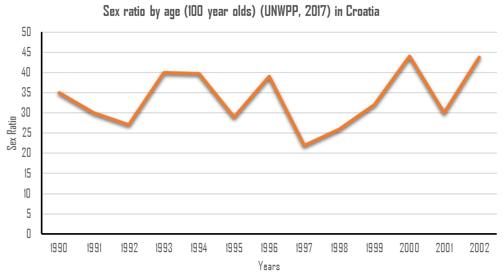 Sex ratio by age (100 year olds) (UNWPP, 2017) in Croatia
50
45
40
35
30
25
20
15
10
5
0
Sex Ratio
1990 1991 1992 1993 1994 1995 1996 1997 1998 1999 2000 2001 2002
Years